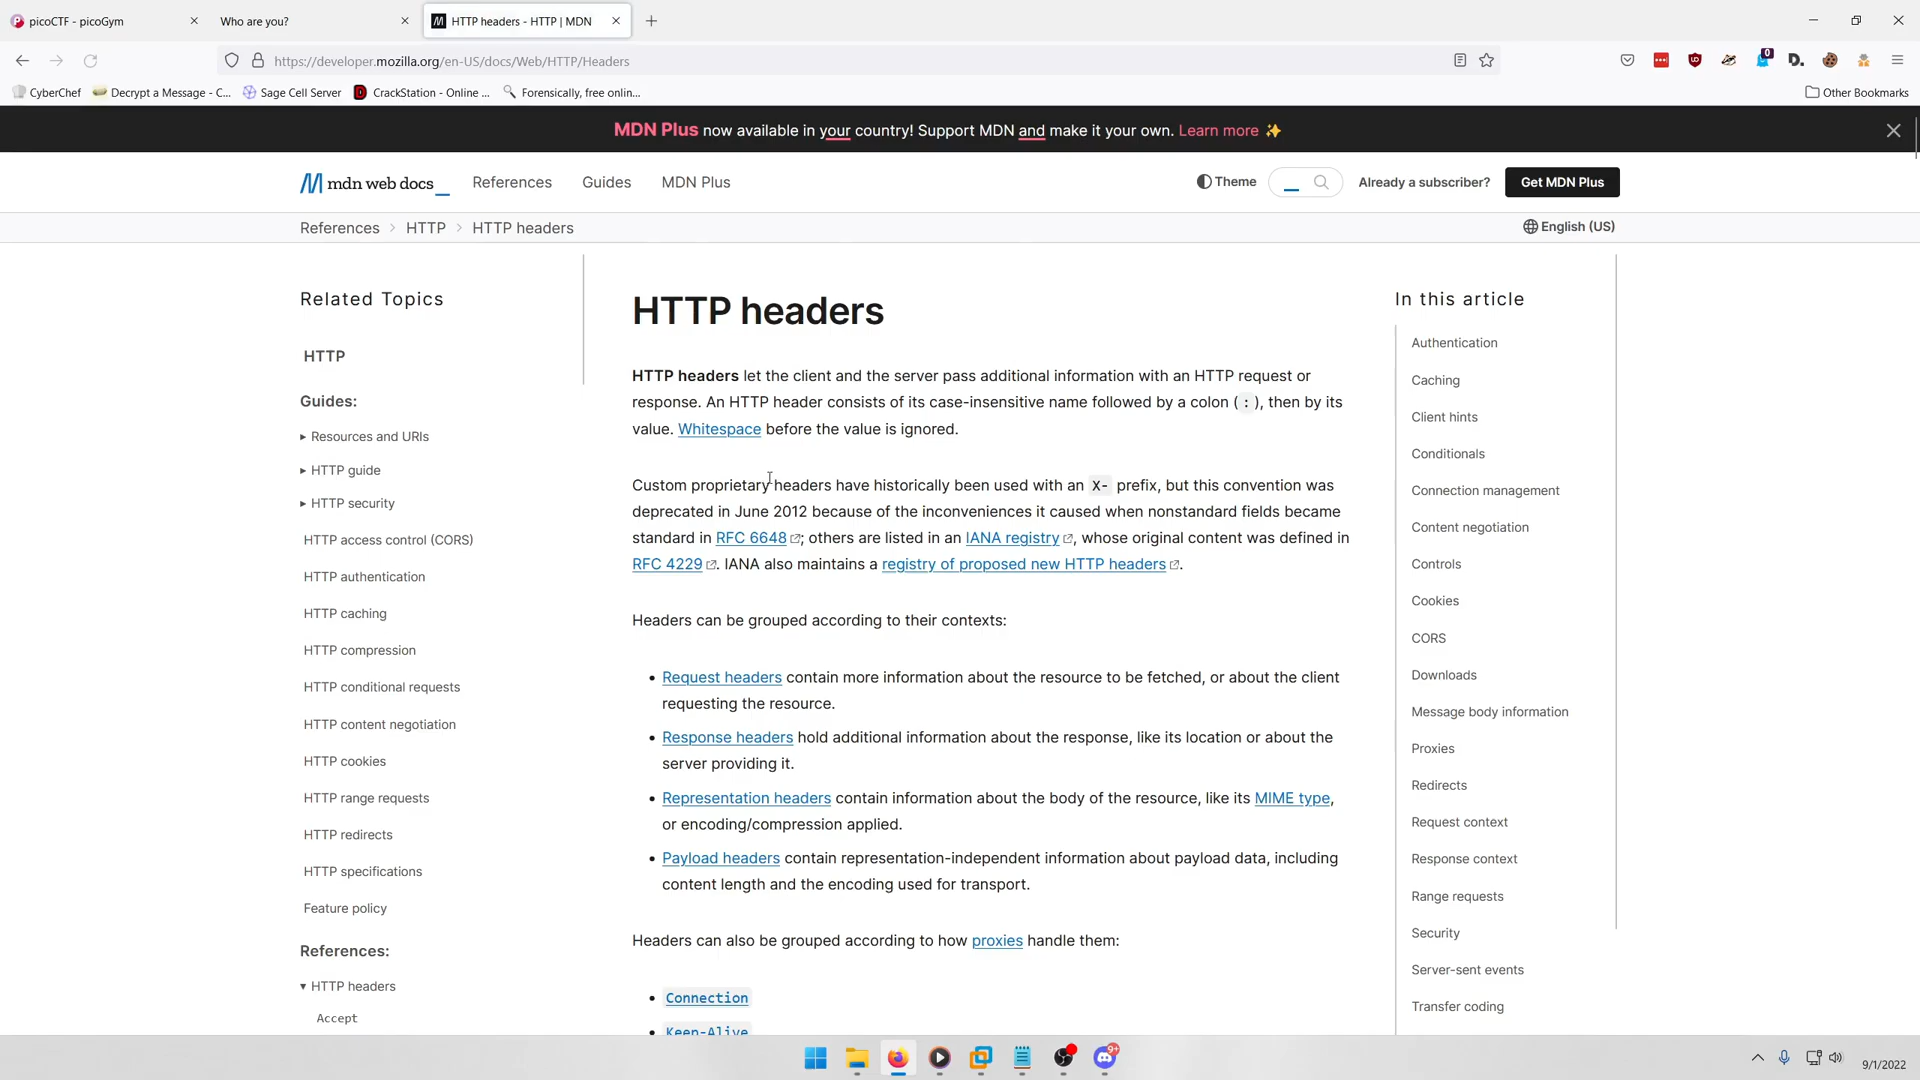 picoCTF - picoGym
Who are you?
HTTP headers - HTTP | MDN
https://developer.mozilla.org/en-US/docs/Web/HTTP/Headers
0
D.
CyberChef
Decrypt a Message - C...
Sage Cell Server
CrackStation - Online ...
Forensically, free onlin...
Other Bookmarks
MDN Plus now available in your country! Support MDN and make it your own. Learn more ✨
mdn web docs_
References
Guides
MDN Plus
Theme
Already a subscriber?
Get MDN Plus
References > HTTP > HTTP headers
English (US)
Related Topics
HTTP
Guides:
▸ Resources and URIs
▸ HTTP guide
▸ HTTP security
HTTP access control (CORS)
HTTP authentication
HTTP caching
HTTP compression
HTTP conditional requests
HTTP content negotiation
HTTP cookies
HTTP range requests
HTTP redirects
HTTP specifications
Feature policy
References:
▾ HTTP headers
Accept
HTTP headers
HTTP headers let the client and the server pass additional information with an HTTP request or
response. An HTTP header consists of its case-insensitive name followed by a colon ( : ), then by its
value. Whitespace before the value is ignored.
Custom proprietary headers have historically been used with an X- prefix, but this convention was
deprecated in June 2012 because of the inconveniences it caused when nonstandard fields became
standard in RFC 6648; others are listed in an IANA registry, whose original content was defined in
RFC 4229. IANA also maintains a registry of proposed new HTTP headers.
Headers can be grouped according to their contexts:
• Request headers contain more information about the resource to be fetched, or about the client
requesting the resource.
• Response headers hold additional information about the response, like its location or about the
server providing it.
• Representation headers contain information about the body of the resource, like its MIME type,
or encoding/compression applied.
• Payload headers contain representation-independent information about payload data, including
content length and the encoding used for transport.
Headers can also be grouped according to how proxies handle them:
• Connection
• Keep-Alive
In this article
Authentication
Caching
Client hints
Conditionals
Connection management
Content negotiation
Controls
Cookies
CORS
Downloads
Message body information
Proxies
Redirects
Request context
Response context
Range requests
Security
Server-sent events
Transfer coding
9+
9/1/2022